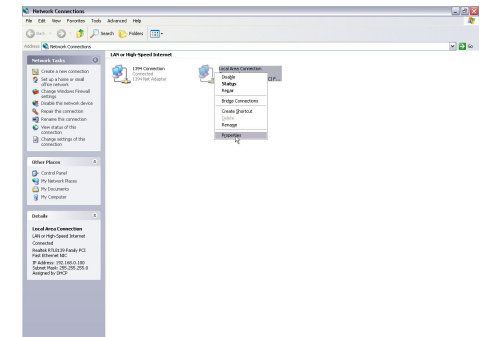 Network Connections
File Edit View Favorites Tools Advanced Help
Back Search Folders
Address Network Connections Go
LAN or High-Speed Internet
Network Tasks
Create a new connection
Set up a home or small
office network
Change Windows Firewall
settings
Disable this network device
Repair this connection
Rename this connection
View status of this
connection
Change settings of this
connection
Other Places
Control Panel
My Network Places
My Documents
My Computer
Details
Local Area Connection
LAN or High-Speed Internet
Connected
Realtek RTL8139 Family PCI
Fast Ethernet NIC
IP Address: 192.168.0.100
Subnet Mask: 255.255.255.0
Assigned by DHCP
1394 Connection
Connected
1394 Net Adapter
Local Area Connection
Disable
Status
Repair
Bridge Connections
Create Shortcut
Delete
Rename
Properties